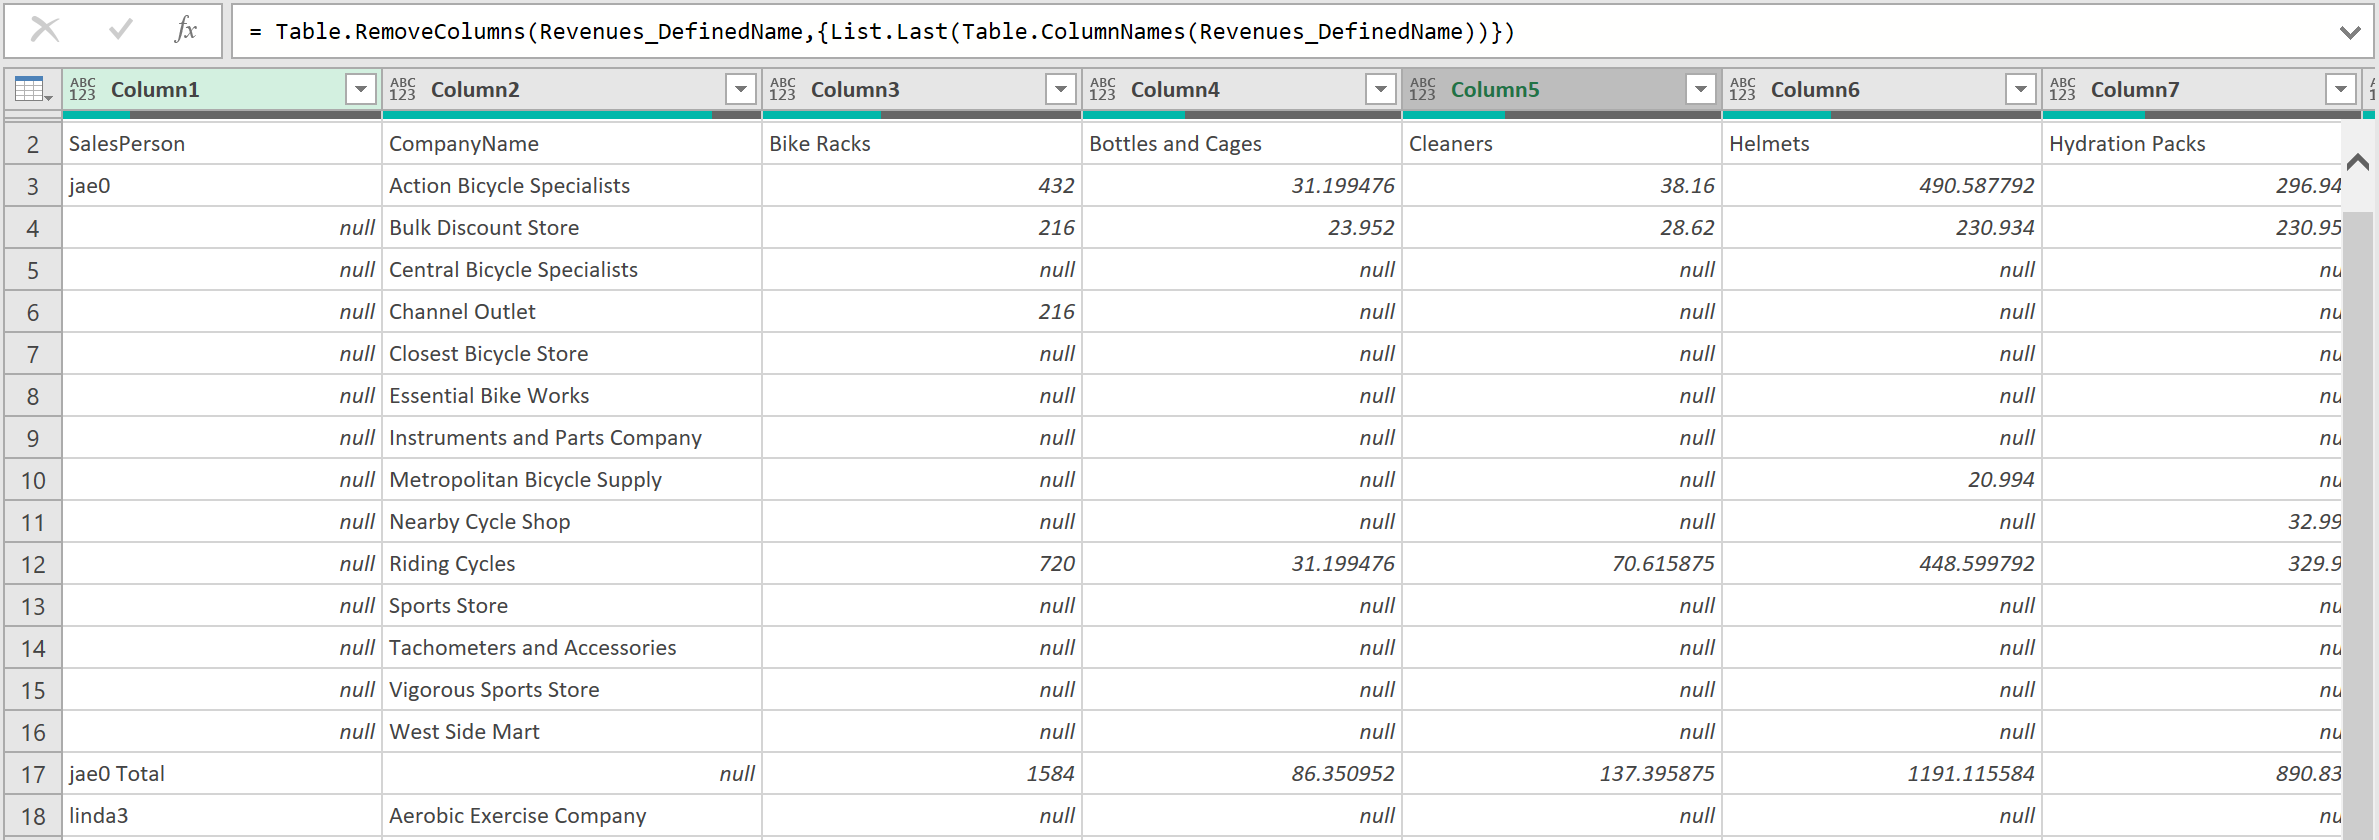 fx = Table.RemoveColumns(Revenues_DefinedName,{List.Last(Table.ColumnNames(Revenues_DefinedName))})
ABC 123 Column1 ABC 123 Column2 ABC 123 Column3 ABC 123 Column4 ABC 123 Column5 ABC 123 Column6 ABC 123 Column7
2 SalesPerson CompanyName Bike Racks Bottles and Cages Cleaners Helmets Hydration Packs
3 jae0 Action Bicycle Specialists 432 31.199476 38.16 490.587792 296.94
4 null Bulk Discount Store 216 23.952 28.62 230.934 230.95
5 null Central Bicycle Specialists null null null null nu
6 null Channel Outlet 216 null null null nu
7 null Closest Bicycle Store null null null null nu
8 null Essential Bike Works null null null null nu
9 null Instruments and Parts Company null null null null nu
10 null Metropolitan Bicycle Supply null null null 20.994 nu
11 null Nearby Cycle Shop null null null null 32.99
12 null Riding Cycles 720 31.199476 70.615875 448.599792 329.9
13 null Sports Store null null null null nu
14 null Tachometers and Accessories null null null null nu
15 null Vigorous Sports Store null null null null nu
16 null West Side Mart null null null null nu
17 jae0 Total null 1584 86.350952 137.395875 1191.115584 890.83
18 linda3 Aerobic Exercise Company null null null null nu